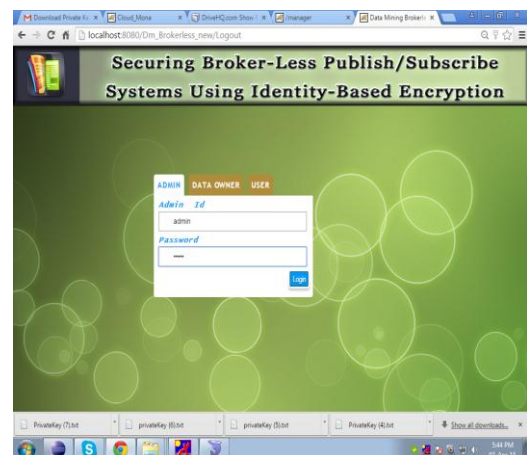 Download Private Ke
Cloud_Mona
DriveHQ.com Show F
/manager
Data Mining Brokerle
localhost:8080/Dm_Brokerless_new/Logout
Securing Broker-Less Publish/Subscribe
Systems Using Identity-Based Encryption
ADMIN DATA OWNER USER
Admin Id
admin
Password
Login
PrivateKey (7).txt
privateKey (6).txt
privateKey (5).txt
PrivateKey (4).txt
Show all downloads...
5:44 PM